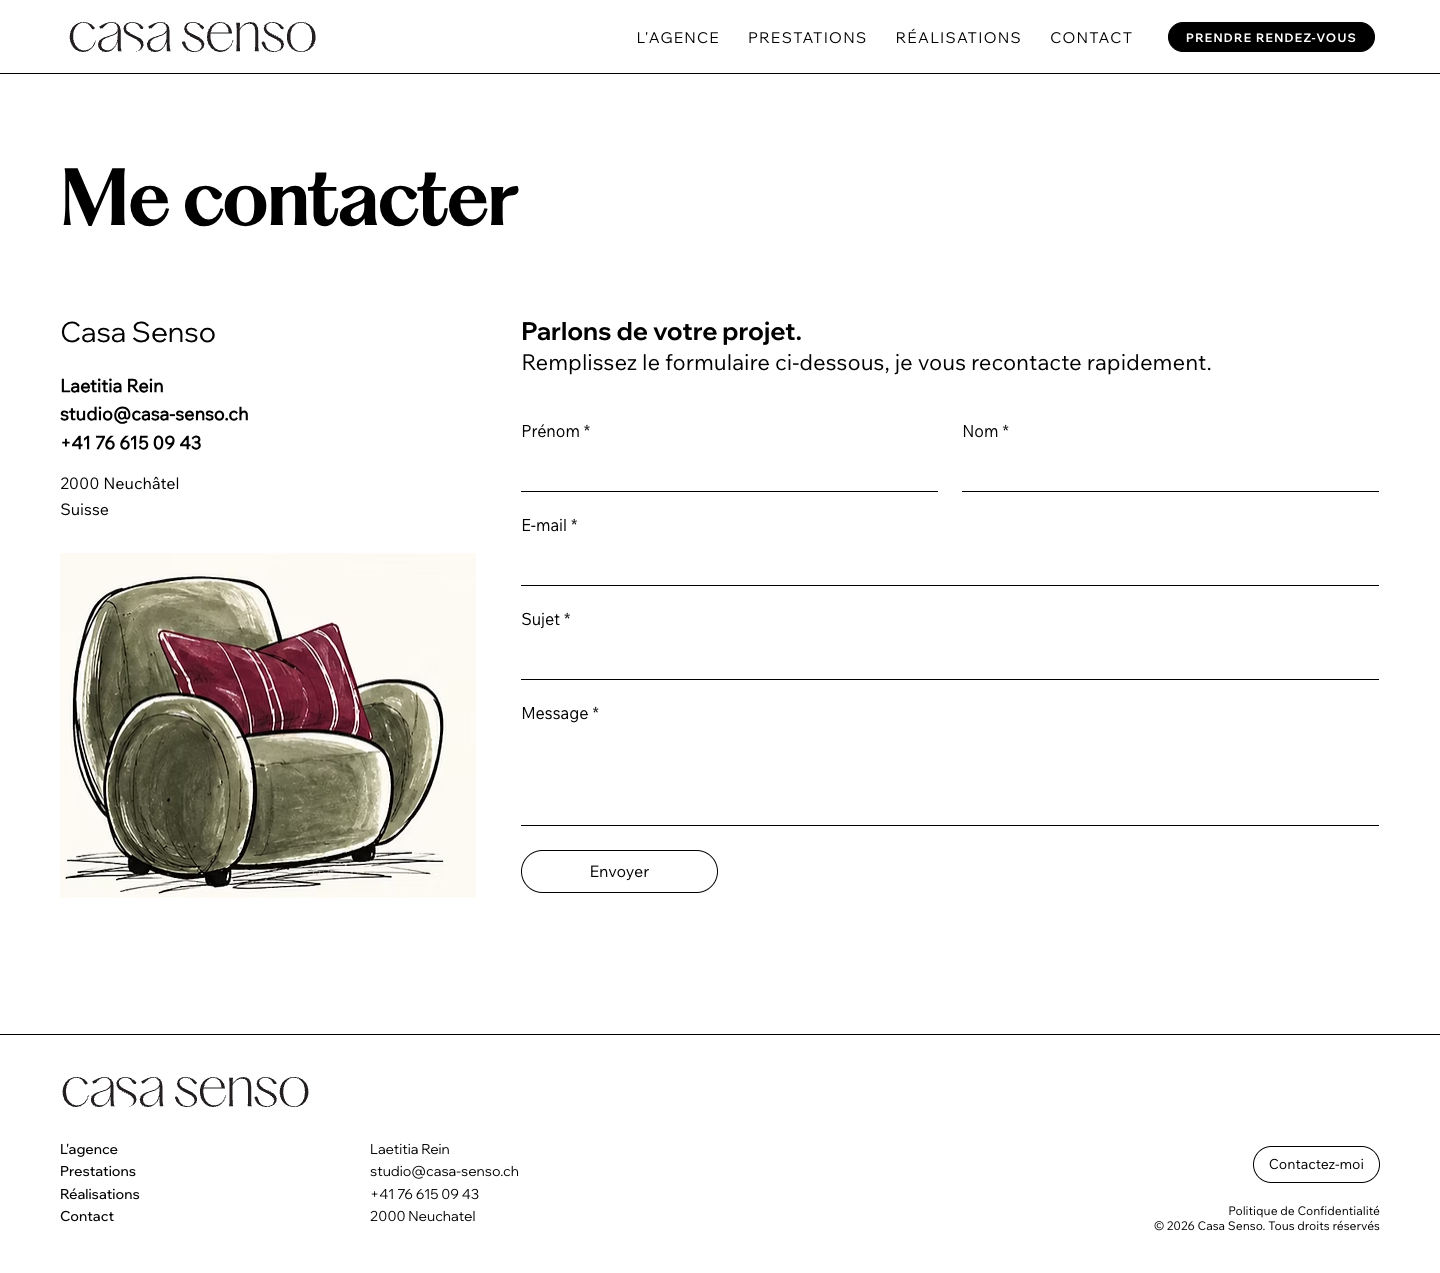 casa senso
L'AGENCE
PRESTATIONS
RÉALISATIONS
CONTACT
PRENDRE RENDEZ-VOUS
Me contacter
Casa Senso
Laetitia Rein
studio@casa-senso.ch
+41 76 615 09 43
2000 Neuchâtel
Suisse
Parlons de votre projet.
Remplissez le formulaire ci-dessous, je vous recontacte rapidement.
Prénom *
Nom *
E-mail *
Sujet *
Message *
Envoyer
casa senso
L'agence
Prestations
Réalisations
Contact
Laetitia Rein
studio@casa-senso.ch
+41 76 615 09 43
2000 Neuchatel
Contactez-moi
Politique de Confidentialité
© 2026 Casa Senso. Tous droits réservés